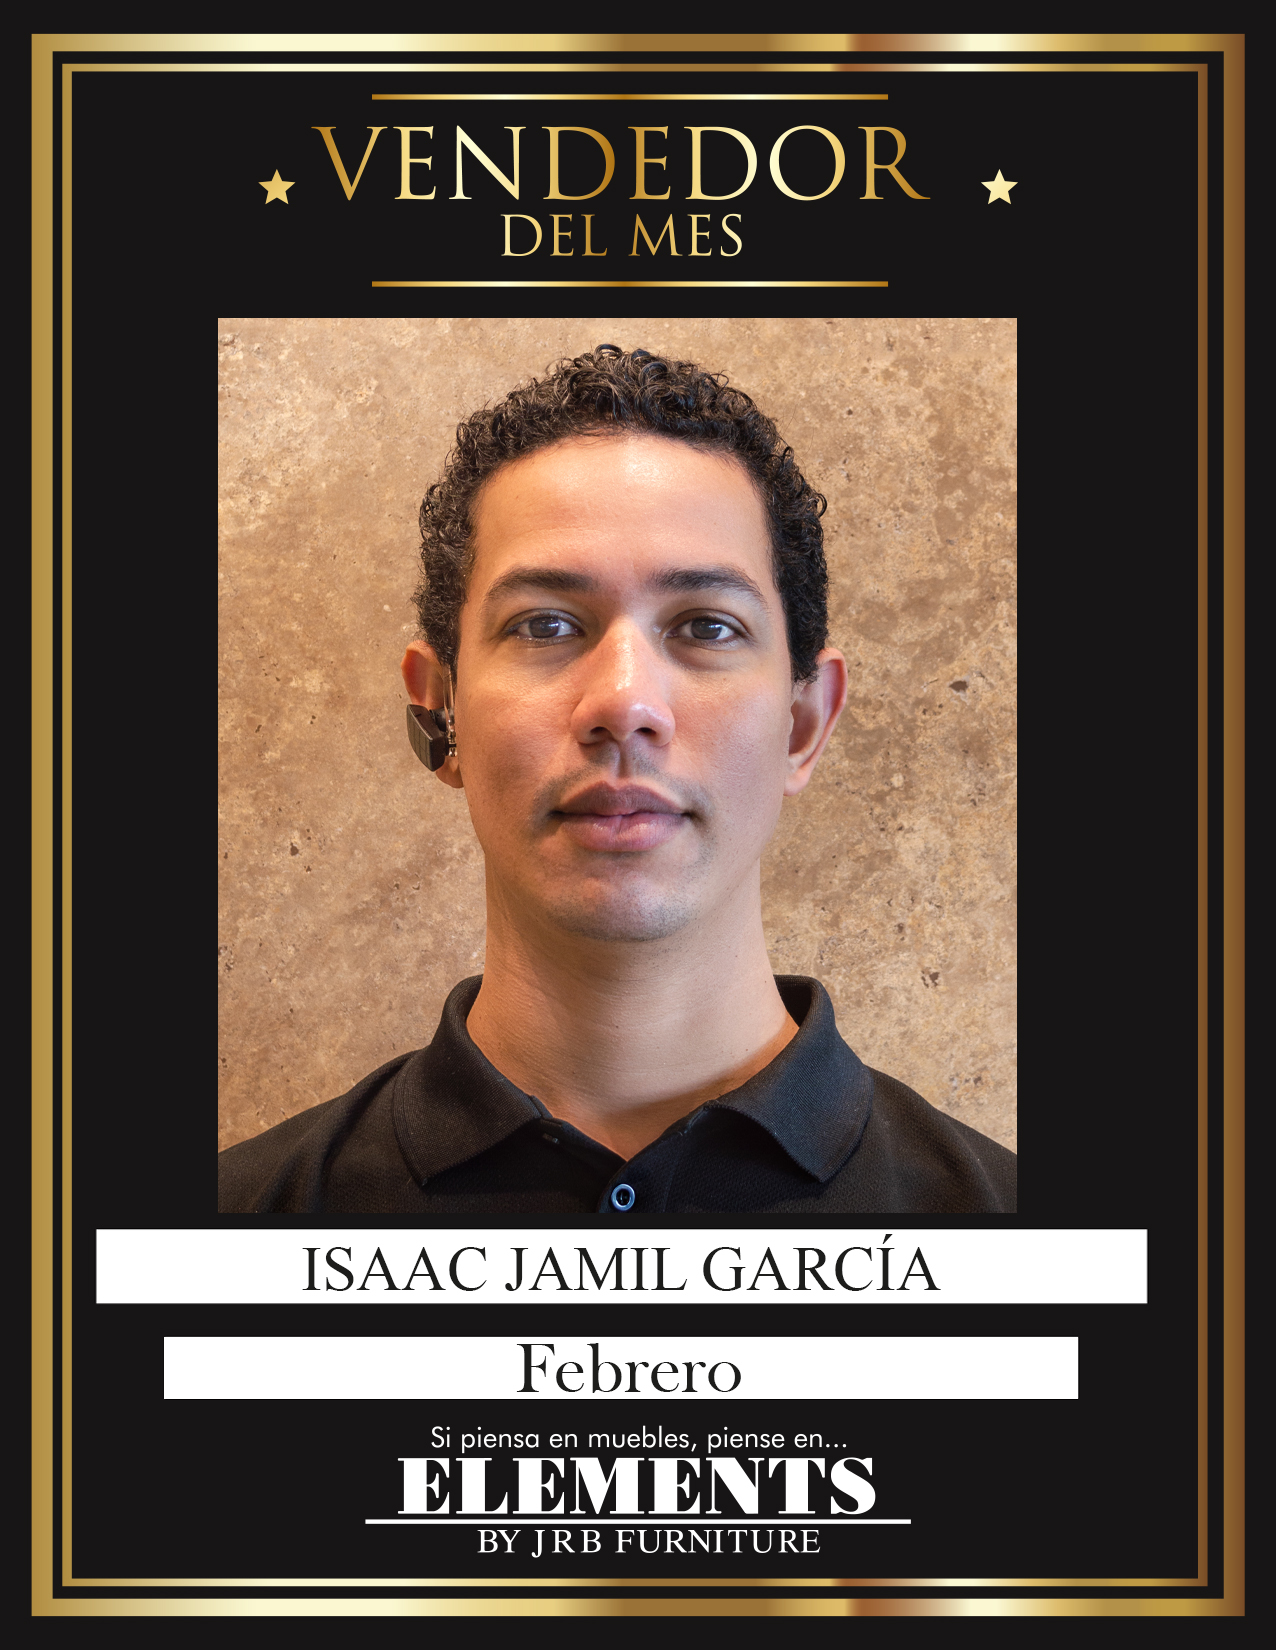 VENDEDOR
DEL MES
ISAAC JAMIL GARCÍA
Febrero
Si piensa en muebles, piense en...
ELEMENTS
BY JRB FURNITURE